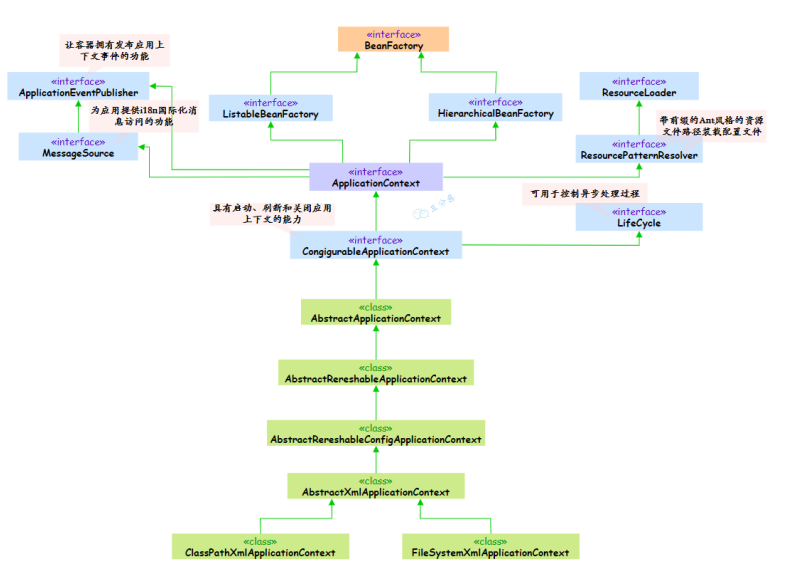 «interface»
BeanFactory
让容器拥有发布应用上
下文事件的功能
«interface»
ApplicationEventPublisher
«interface»
ListableBeanFactory
«interface»
HierarchicalBeanFactory
«interface»
ResourceLoader
为应用提供i18n国际化消
息访问的功能
带前缀的Ant风格的资源
文件路径装载配置文件
«interface»
MessageSource
«interface»
ResourcePatternResolver
«interface»
ApplicationContext
具有启动、刷新和关闭应用
上下文的能力
可用于控制异步处理过程
«interface»
LifeCycle
«interface»
CongigurableApplicationContext
«class»
AbstractApplicationContext
«class»
AbstractRereshableApplicationContext
«class»
AbstractRereshableConfigApplicationContext
«class»
AbstractXmlApplicationContext
«class»
ClassPathXmlApplicationContext
«class»
FileSystemXmlApplicationContext